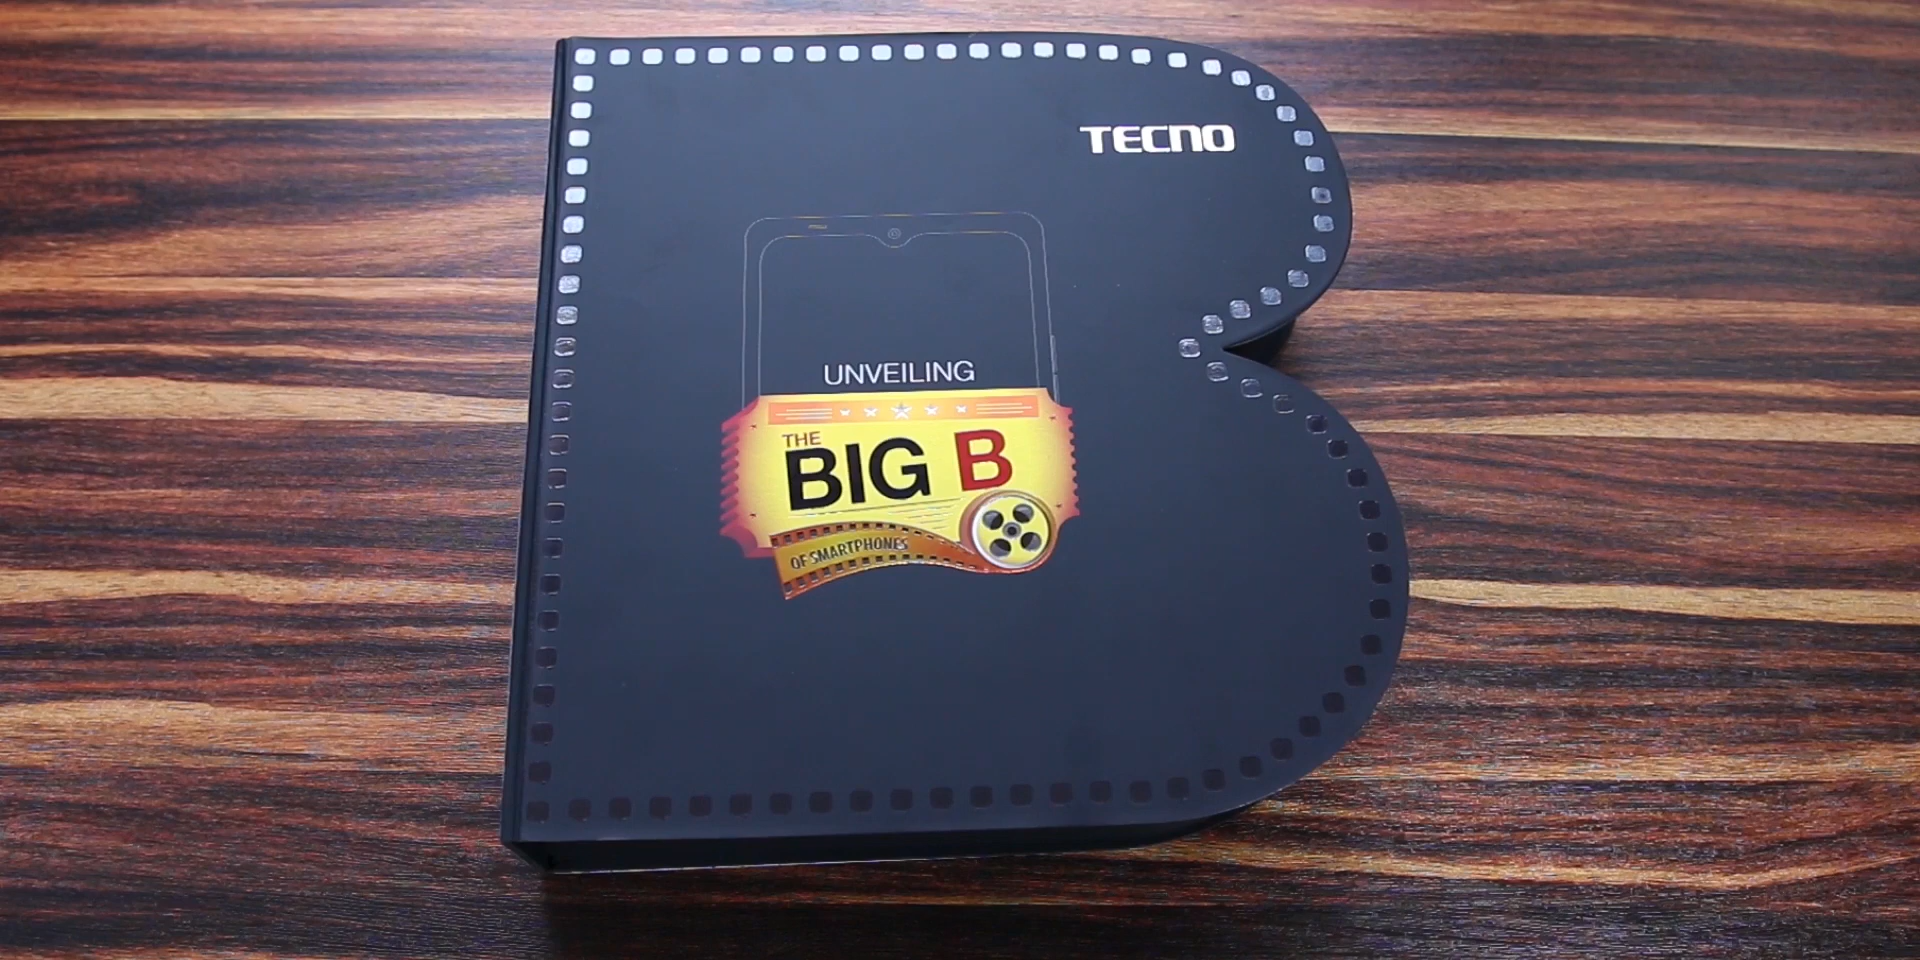 TECNO
UNVEILING
THE
BIG B
OF SMARTPHONES